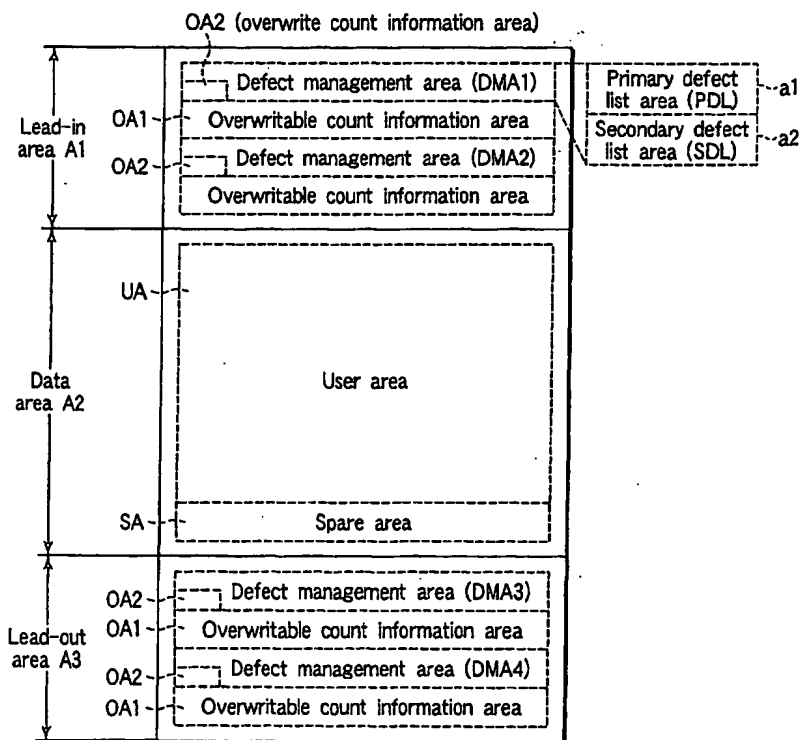 OA2 (overwrite count information area)
Defect management area (DMA1)
Primary defect
list area (PDL)
a1
Lead-in
area A1
OA1
Overwritable count information area
Secondary defect
list area (SDL)
a2
OA2
Defect management area (DMA2)
Overwritable count information area
UA
User area
Data
area A2
SA
Spare area
OA2
Defect management area (DMA3)
OA1
Overwritable count information area
Lead-out
area A3
OA2
Defect management area (DMA4)
OA1
Overwritable count information area